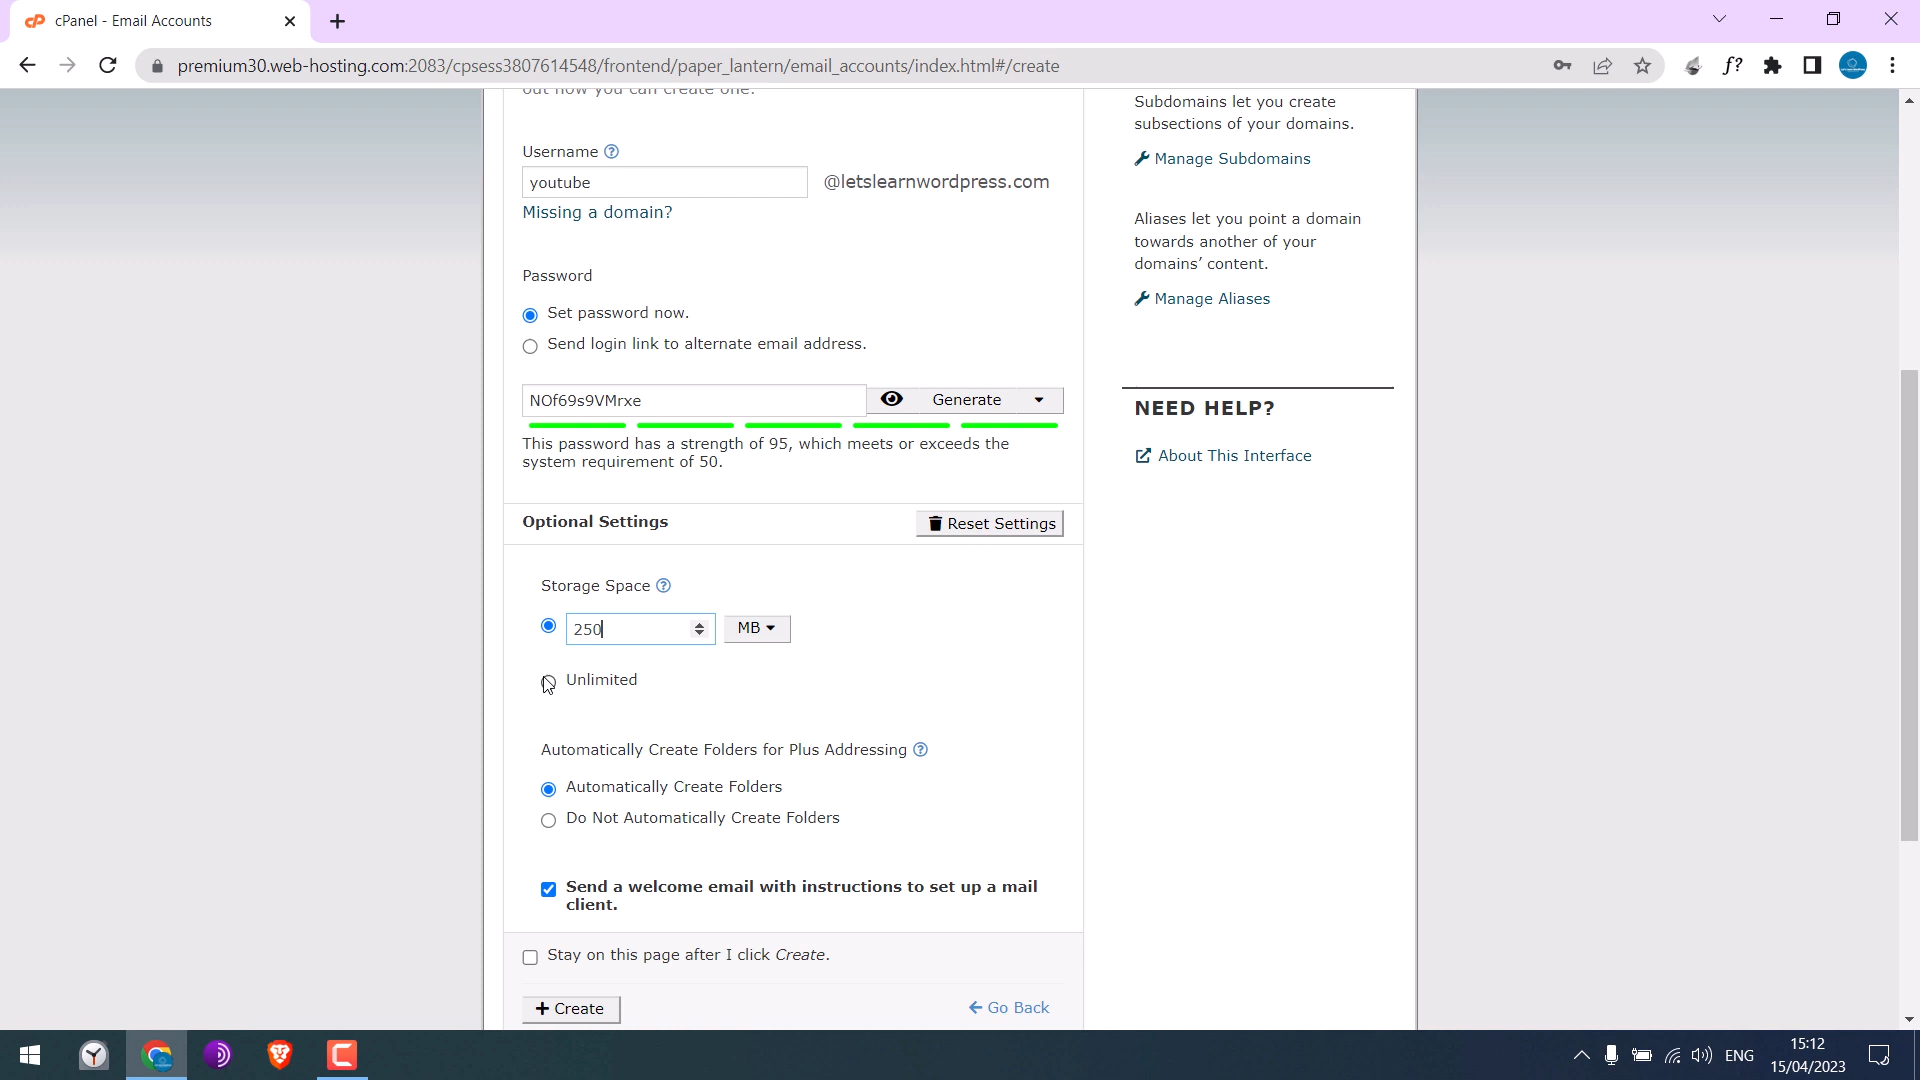 cPanel - Email Accounts
premium30.web-hosting.com:2083/cpsess3807614548/frontend/paper_lantern/email_accounts/index.html#/create
f?
out how you can create one.
Username
youtube
@letslearnwordpress.com
Missing a domain?
Password
Set password now.
Send login link to alternate email address.
NOf69s9VMrxe
Generate
This password has a strength of 95, which meets or exceeds the
system requirement of 50.
Optional Settings
Reset Settings
Storage Space
250
MB
Unlimited
Automatically Create Folders for Plus Addressing
Automatically Create Folders
Do Not Automatically Create Folders
Send a welcome email with instructions to set up a mail
client.
Stay on this page after I click Create.
Create
Go Back
Subdomains let you create
subsections of your domains.
Manage Subdomains
Aliases let you point a domain
towards another of your
domains’ content.
Manage Aliases
NEED HELP?
About This Interface
ENG
15:12
15/04/2023